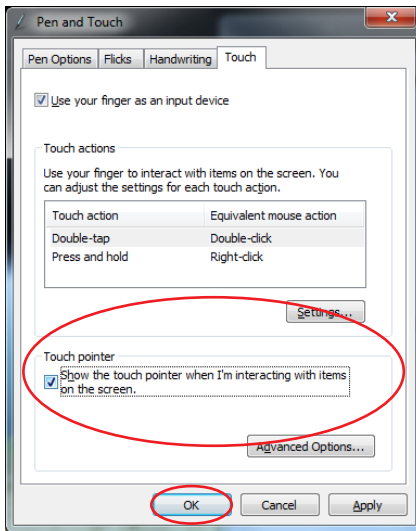 Pen and Touch
Pen Options Flicks Handwriting Touch
Use your finger as an input device
Touch actions
Use your finger to interact with items on the screen. You
can adjust the settings for each touch action.
Touch action Equivalent mouse action
Double-tap Double-click
Press and hold Right-click
Settings...
Touch pointer
Show the touch pointer when I'm interacting with items
on the screen.
Advanced Options...
OK Cancel Apply